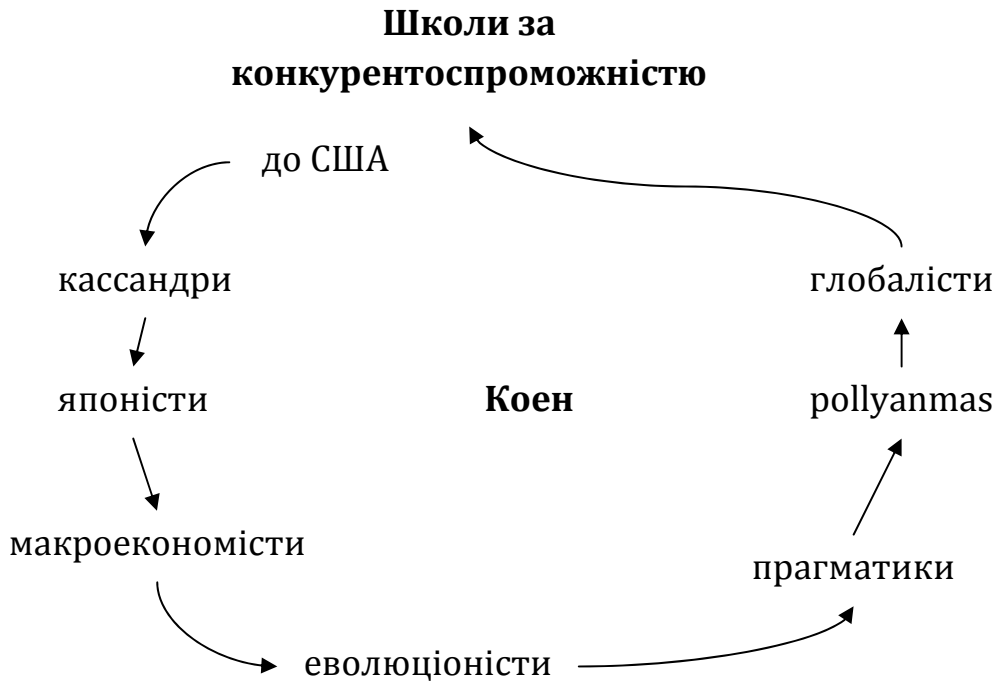 Школи за
конкурентоспроможністю
до США
кассандри
глобалісти
японісти
Коен
pollyanmas
макроекономісти
прагматики
еволюціоністи